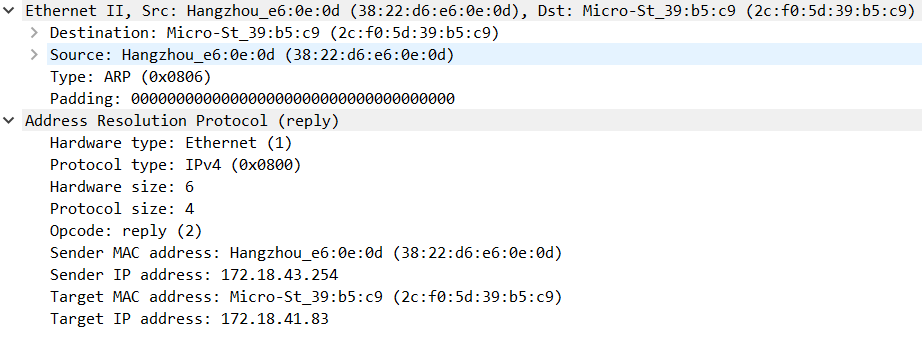 Ethernet II, Src: Hangzhou_e6:0e:0d (38:22:d6:e6:0e:0d), Dst: Micro-St_39:b5:c9 (2c:f0:5d:39:b5:c9)
Destination: Micro-St_39:b5:c9 (2c:f0:5d:39:b5:c9)
Source: Hangzhou_e6:0e:0d (38:22:d6:e6:0e:0d)
Type: ARP (0x0806)
Padding: 000000000000000000000000000000000000
Address Resolution Protocol (reply)
Hardware type: Ethernet (1)
Protocol type: IPv4 (0x0800)
Hardware size: 6
Protocol size: 4
Opcode: reply (2)
Sender MAC address: Hangzhou_e6:0e:0d (38:22:d6:e6:0e:0d)
Sender IP address: 172.18.43.254
Target MAC address: Micro-St_39:b5:c9 (2c:f0:5d:39:b5:c9)
Target IP address: 172.18.41.83